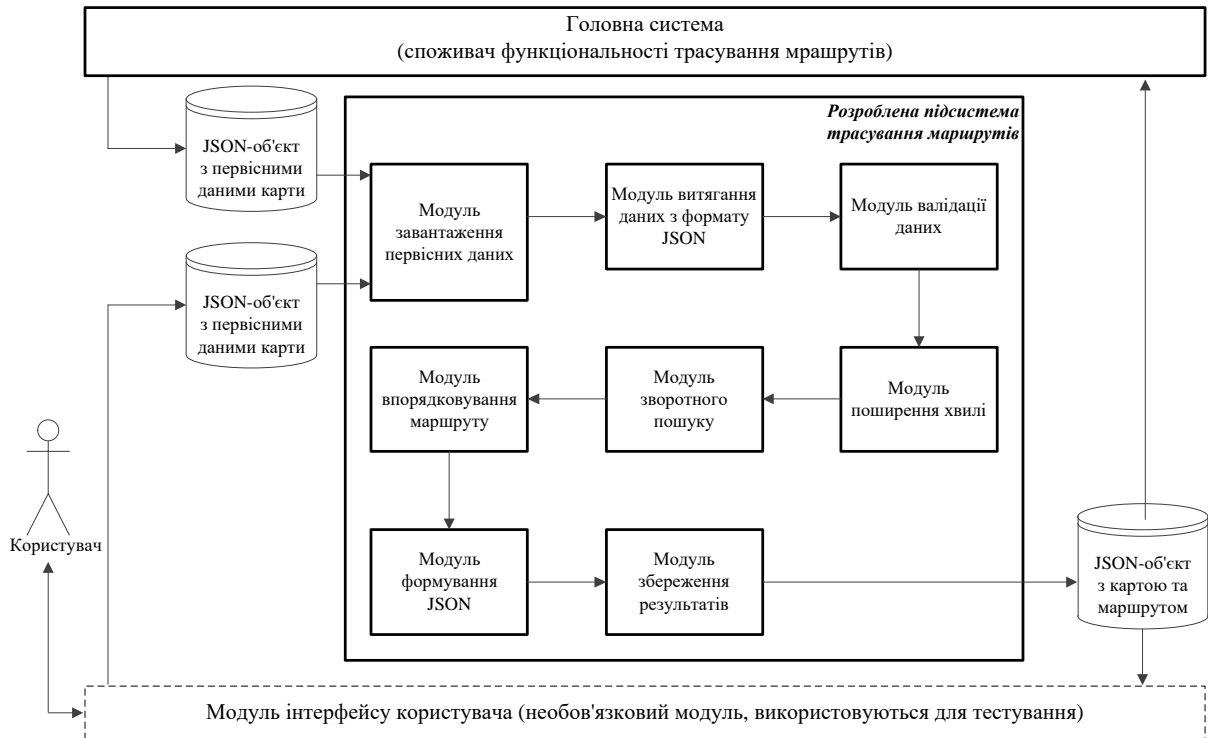 Головна система
(споживач функціональності трасування мрашрутів)
Розроблена підсистема
трасування маршрутів
JSON-об'єкт
з первісними
даними карти
Модуль
завантаження
первісних даних
Модуль витягання
даних з формату
JSON
Модуль валідації
даних
JSON-об'єкт
з первісними
даними карти
Модуль
впорядковування
маршруту
Модуль
зворотного
пошуку
Модуль
поширення хвилі
Користувач
Модуль
формування
JSON
Модуль
збереження
результатів
JSON-об'єкт
з картою та
маршрутом
Модуль інтерфейсу користувача (необов'язковий модуль, використовуються для тестування)